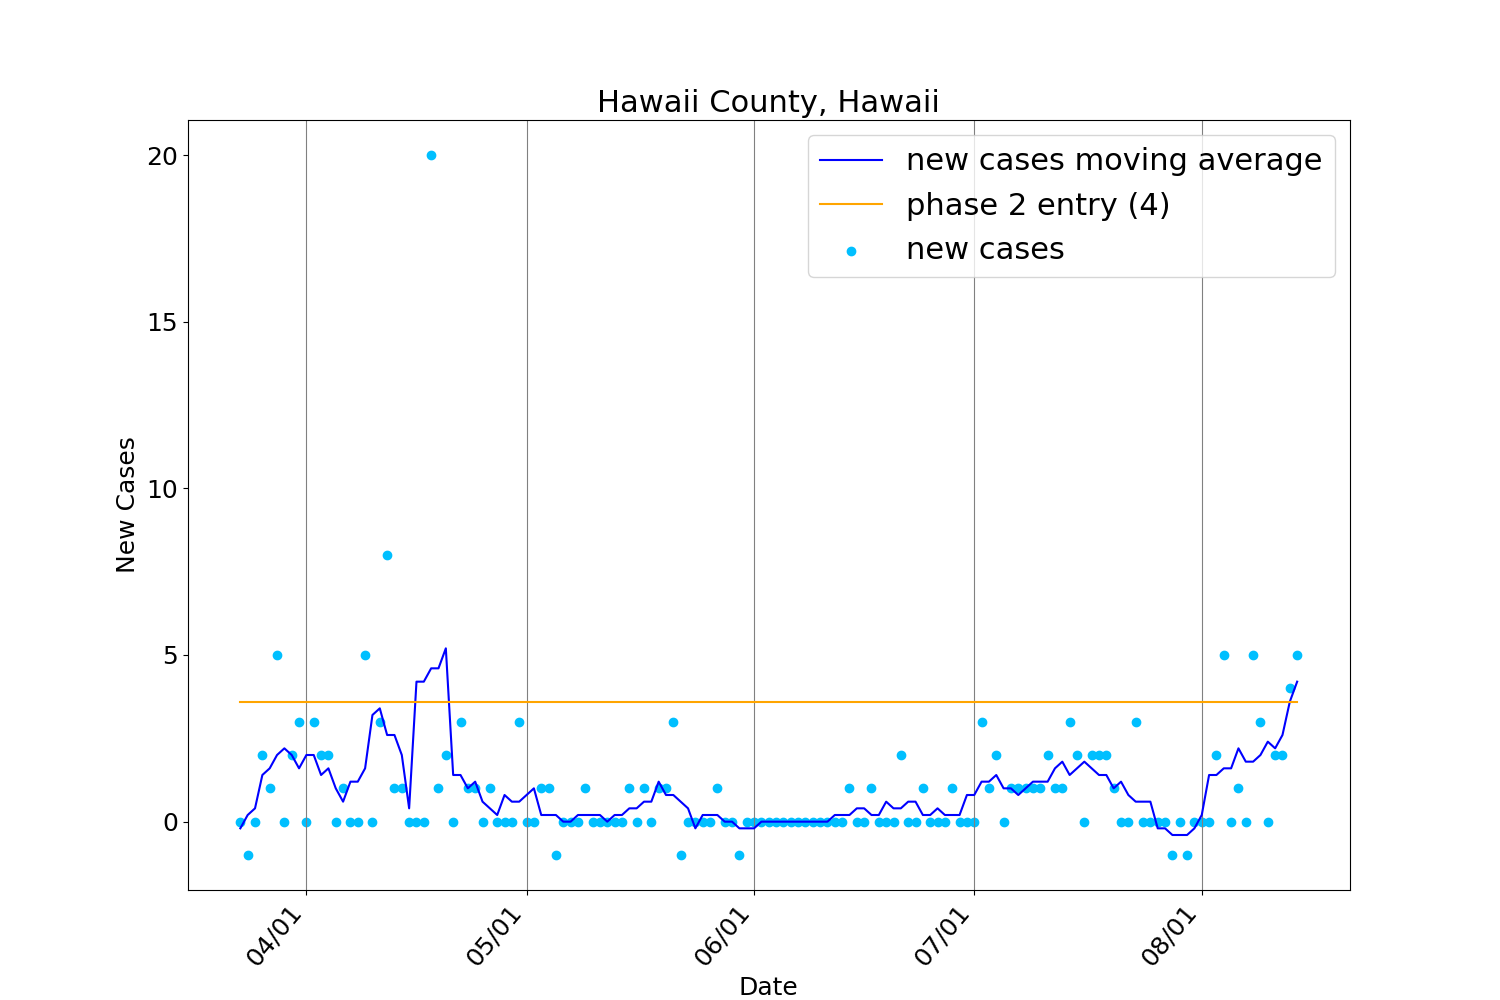 Hawaii County, Hawaii
new cases moving average
phase 2 entry (4)
new cases
20
15
10
5
0
New Cases
04/01
05/01
06/01
07/01
08/01
Date